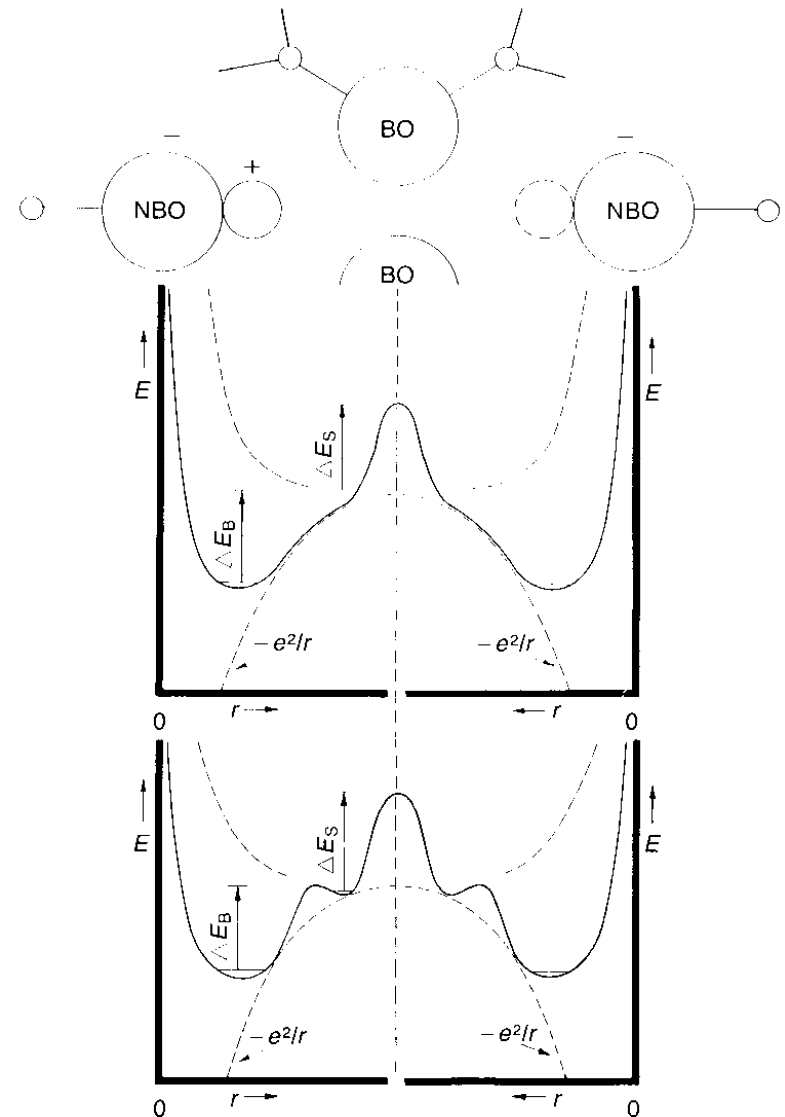 BO
− −
+
NBO NBO
BO
E E
ΔE_S
ΔE_B
−e²/r −e²/r
0 r → ← r 0
E E
ΔE_S
ΔE_B
−e²/r −e²/r
0 r → ← r 0